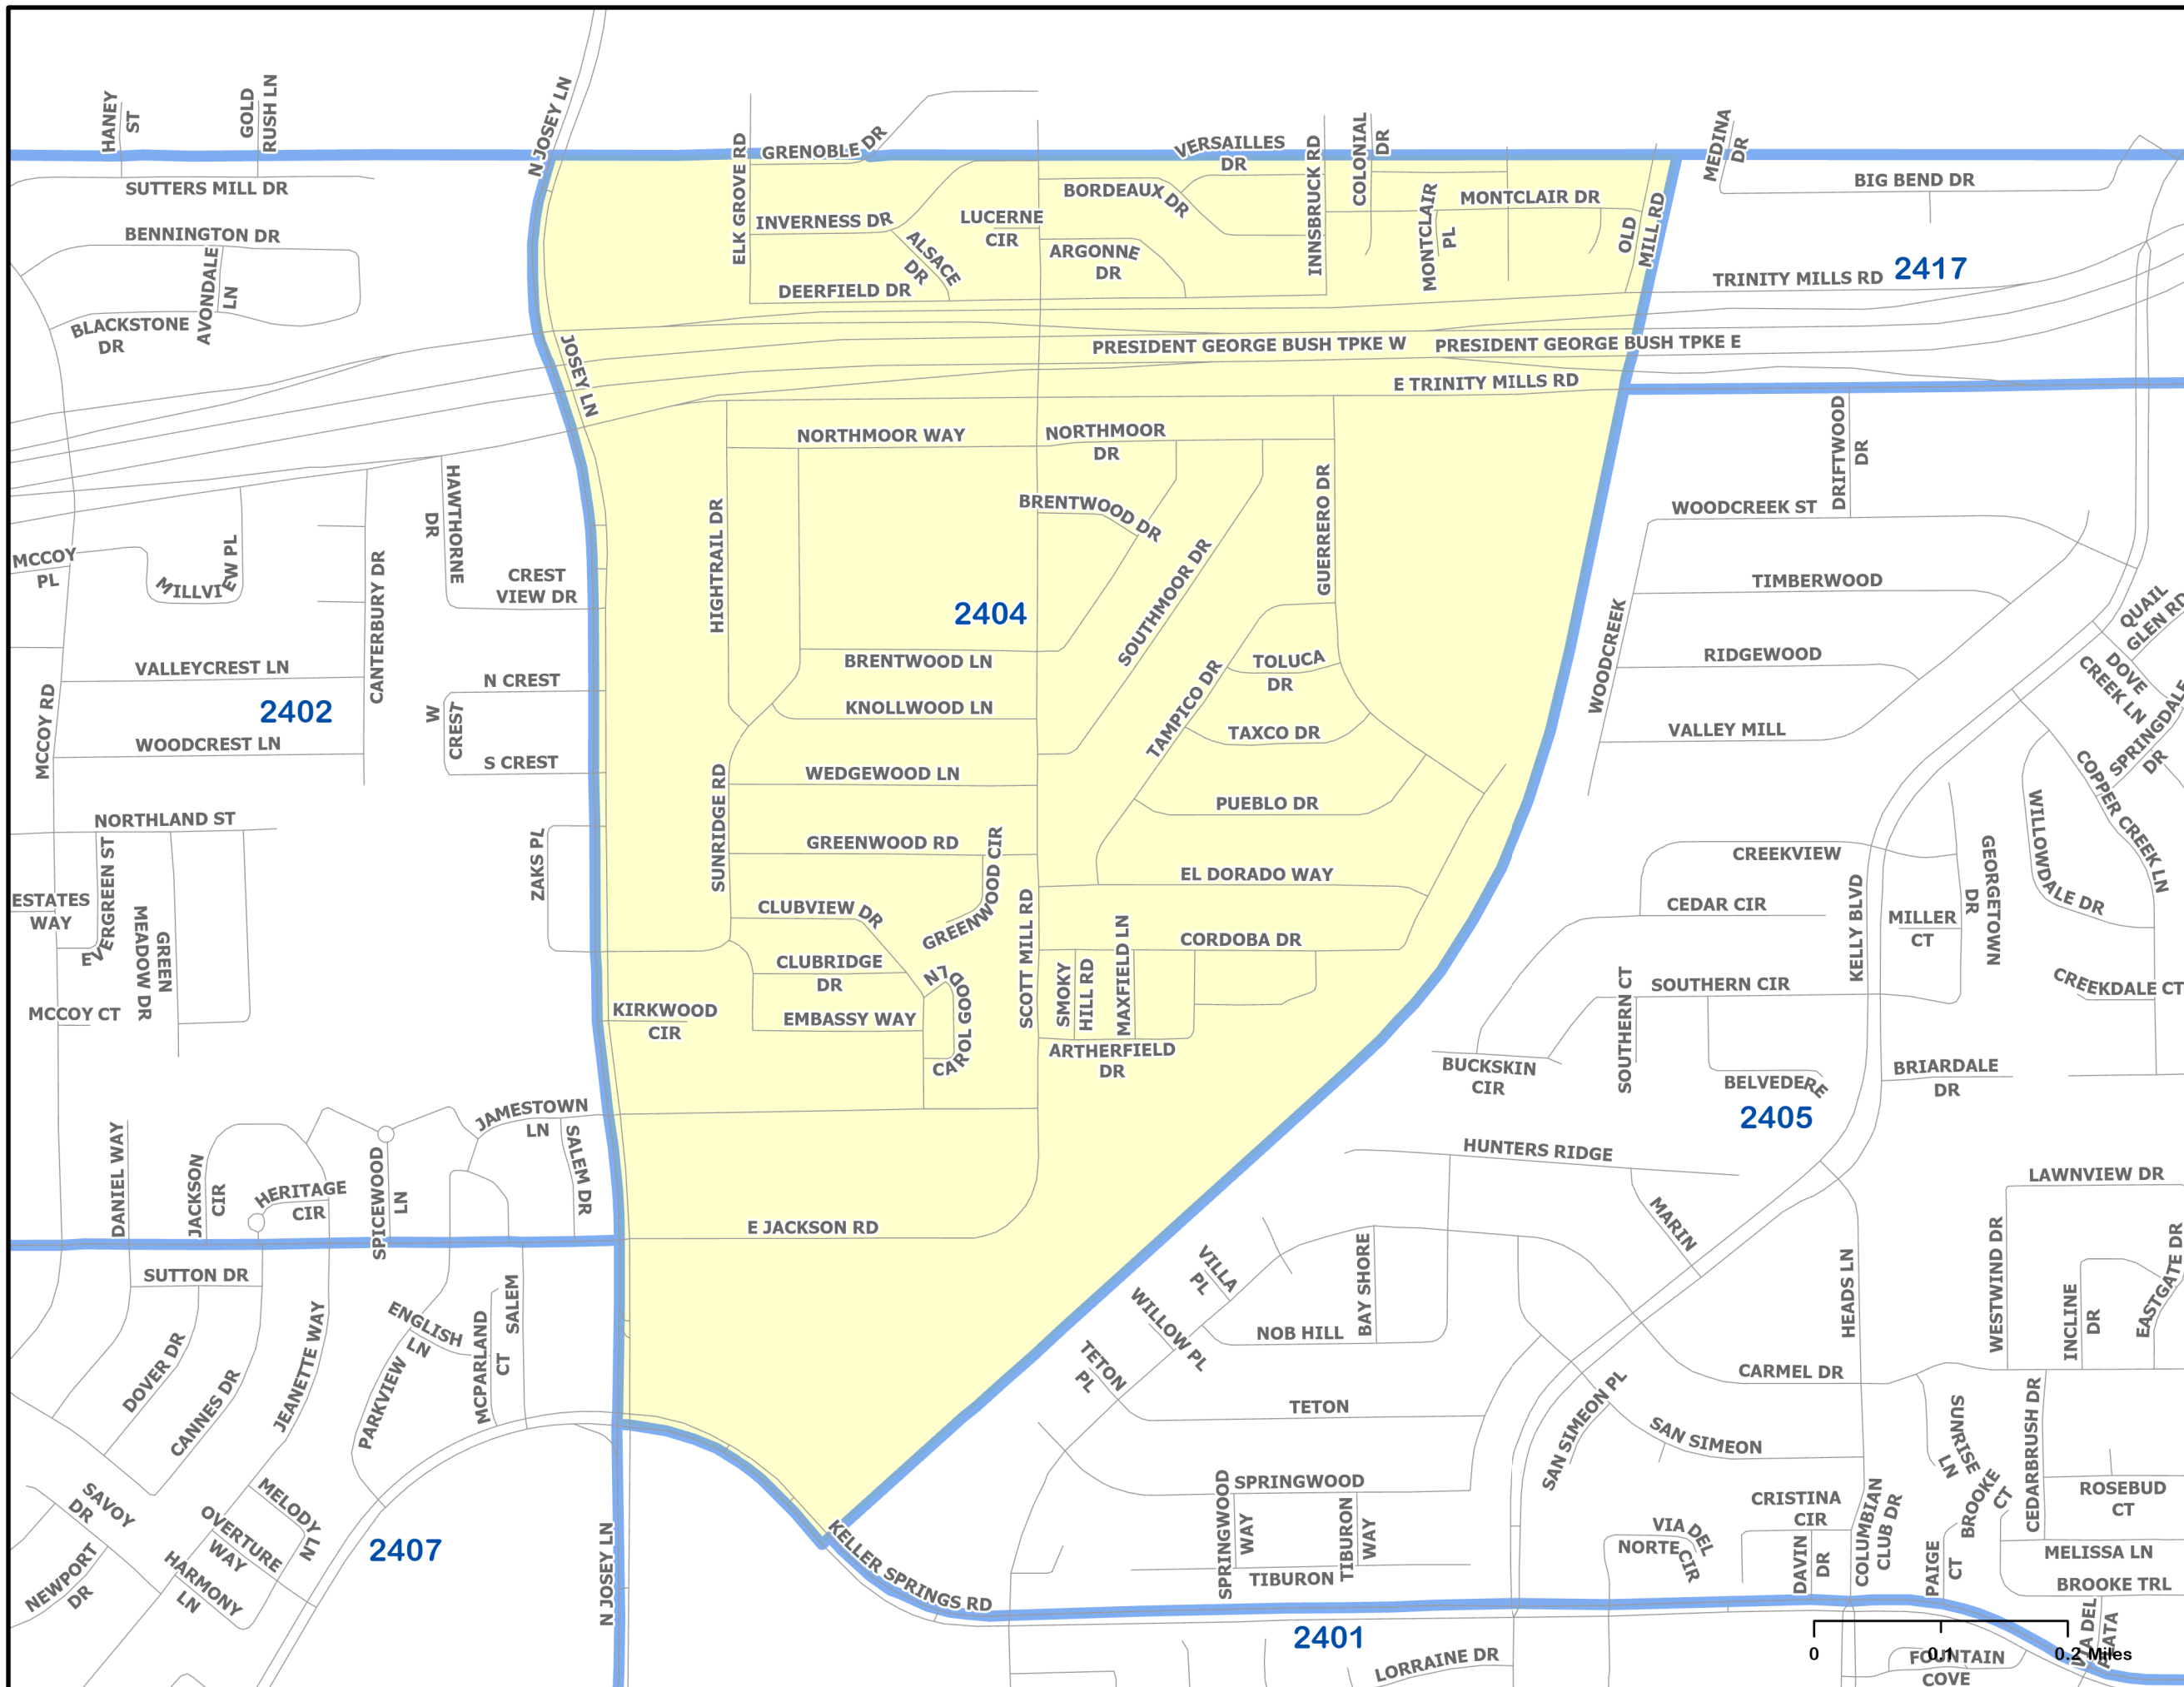 HANEY
ST
GOLD
RUSH LN
N JOSEY LN
SUTTERS MILL DR
BENNINGTON DR
AVONDALE
LN
BLACKSTONE
DR
ELK GROVE RD
GRENOBLE DR
VERSAILLES
DR
INNSBRUCK RD
COLONIAL
DR
MEDINA
DR
BIG BEND DR
BORDEAUX DR
MONTCLAIR
PL
MONTCLAIR DR
INVERNESS DR
LUCERNE
CIR
ALSACE
DR
ARGONNE
DR
OLD
MILL RD
DEERFIELD DR
TRINITY MILLS RD
2417
JOSEY LN
PRESIDENT GEORGE BUSH TPKE W
PRESIDENT GEORGE BUSH TPKE E
E TRINITY MILLS RD
NORTHMOOR WAY
NORTHMOOR
DR
DRIFTWOOD
DR
HAWTHORNE
DR
BRENTWOOD DR
GUERRERO DR
WOODCREEK ST
HIGHTRAIL DR
SOUTHMOOR DR
MCCOY
PL
MILLVIEW PL
CANTERBURY DR
CREST
VIEW DR
TIMBERWOOD
QUAIL
GLEN RD
2404
WOODCREEK
VALLEYCREST LN
BRENTWOOD LN
TOLUCA
DR
RIDGEWOOD
DOVE
CREEK LN
SPRINGDALE
DR
N CREST
2402
W
CREST
KNOLLWOOD LN
TAMPICO DR
TAXCO DR
VALLEY MILL
MCCOY RD
WOODCREST LN
S CREST
WEDGEWOOD LN
PUEBLO DR
COPPER CREEK LN
WILLOWDALE DR
NORTHLAND ST
ZAKS PL
SUNRIDGE RD
GREENWOOD RD
GREENWOOD CIR
CREEKVIEW
GEORGETOWN
DR
ESTATES
WAY
EVERGREEN ST
GREEN
MEADOW DR
CLUBVIEW DR
EL DORADO WAY
CEDAR CIR
KELLY BLVD
MILLER
CT
CLUBRIDGE
DR
CAROL GOOD LN
SCOTT MILL RD
CORDOBA DR
SMOKY
HILL RD
MAXFIELD LN
SOUTHERN CIR
SOUTHERN CT
CREEKDALE CT
MCCOY CT
KIRKWOOD
CIR
EMBASSY WAY
ARTHERFIELD
DR
BUCKSKIN
CIR
BELVEDERE
BRIARDALE
DR
2405
JAMESTOWN
LN
SALEM DR
DANIEL WAY
JACKSON
CIR
HERITAGE
CIR
SPICEWOOD
LN
HUNTERS RIDGE
MARIN
LAWNVIEW DR
E JACKSON RD
SUTTON DR
VILLA
PL
BAY SHORE
HEADS LN
WESTWIND DR
INCLINE
DR
EASTGATE DR
DOVER DR
CANNES DR
JEANETTE WAY
ENGLISH
LN
PARKVIEW
MCPARLAND
CT
SALEM
WILLOW PL
NOB HILL
TETON
PL
TETON
SAN SIMEON PL
SAN SIMEON
CARMEL DR
SUNRISE
LN
CEDARBRUSH DR
SAVOY
DR
MELODY
LN
OVERTURE
WAY
HARMONY
LN
NEWPORT
DR
2407
N JOSEY LN
KELLER SPRINGS RD
SPRINGWOOD
SPRINGWOOD
WAY
TIBURON
WAY
TIBURON
CRISTINA
CIR
VIA DEL
NORTE CIR
DAVIN
DR
COLUMBIAN
CLUB DR
BROOKE
CT
PAIGE
CT
ROSEBUD
CT
MELISSA LN
BROOKE TRL
2401
LORRAINE DR
VIA DEL
PLATA
FOUNTAIN
COVE
0 0.1 0.2 Miles